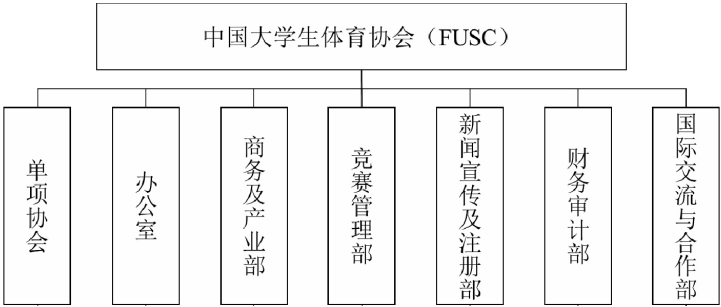 中国大学生体育协会（FUSC）
单项协会
办公室
商务及产业部
竞赛管理部
新闻宣传及注册部
财务审计部
国际交流与合作部